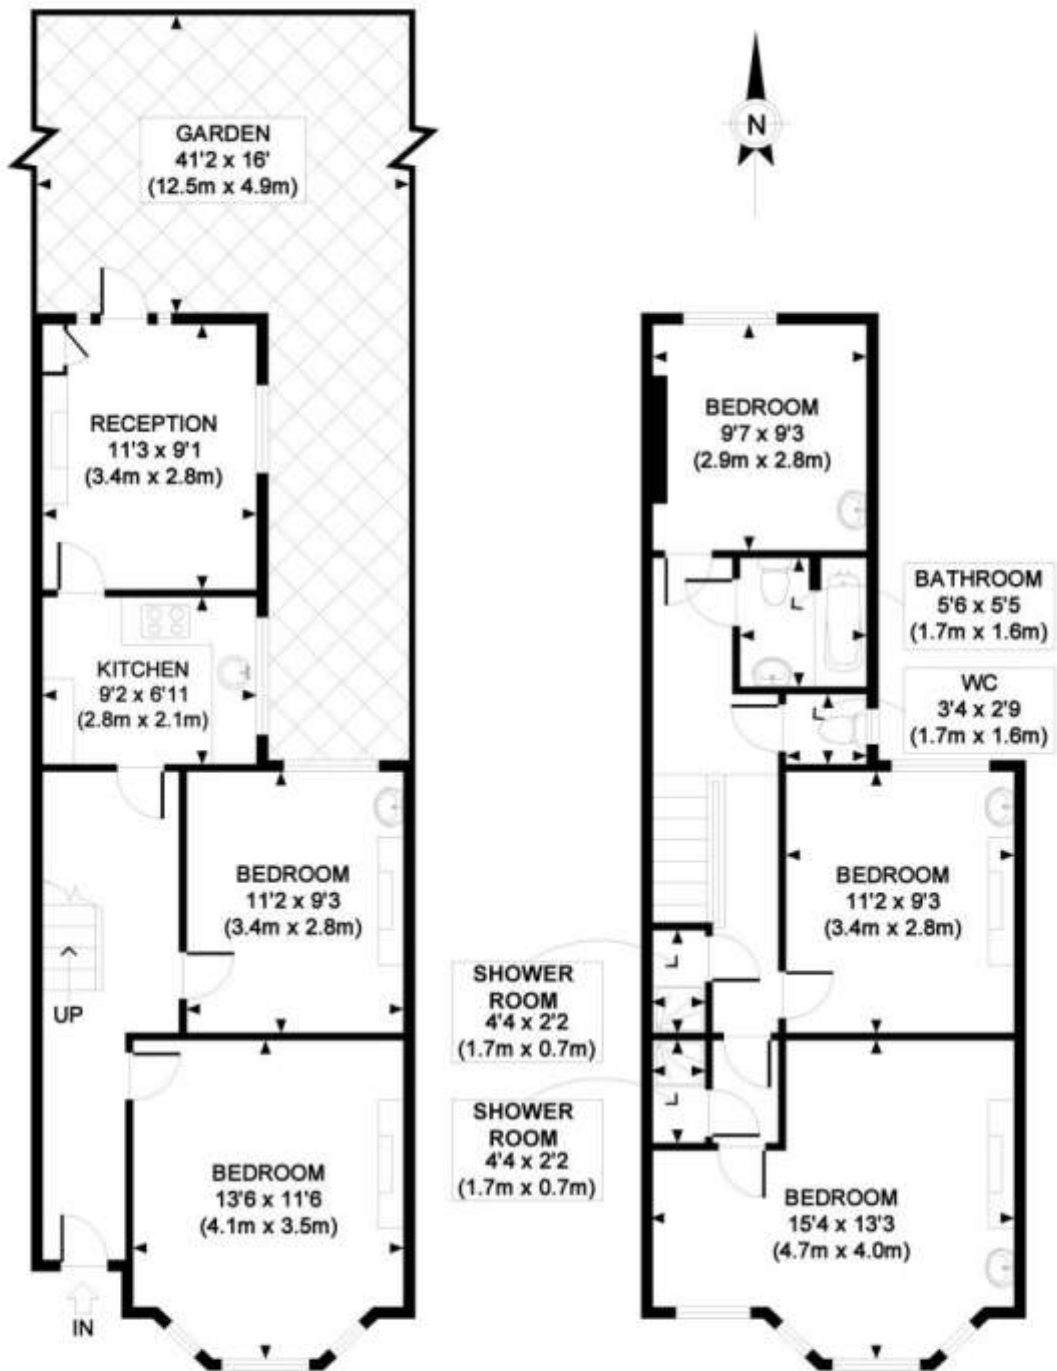 GARDEN
41'2 x 16'
(12.5m x 4.9m)
N
RECEPTION
11'3 x 9'1
(3.4m x 2.8m)
KITCHEN
9'2 x 6'11
(2.8m x 2.1m)
BEDROOM
11'2 x 9'3
(3.4m x 2.8m)
UP
BEDROOM
13'6 x 11'6
(4.1m x 3.5m)
IN
BEDROOM
9'7 x 9'3
(2.9m x 2.8m)
BATHROOM
5'6 x 5'5
(1.7m x 1.6m)
WC
3'4 x 2'9
(1.7m x 1.6m)
BEDROOM
11'2 x 9'3
(3.4m x 2.8m)
SHOWER
ROOM
4'4 x 2'2
(1.7m x 0.7m)
SHOWER
ROOM
4'4 x 2'2
(1.7m x 0.7m)
BEDROOM
15'4 x 13'3
(4.7m x 4.0m)